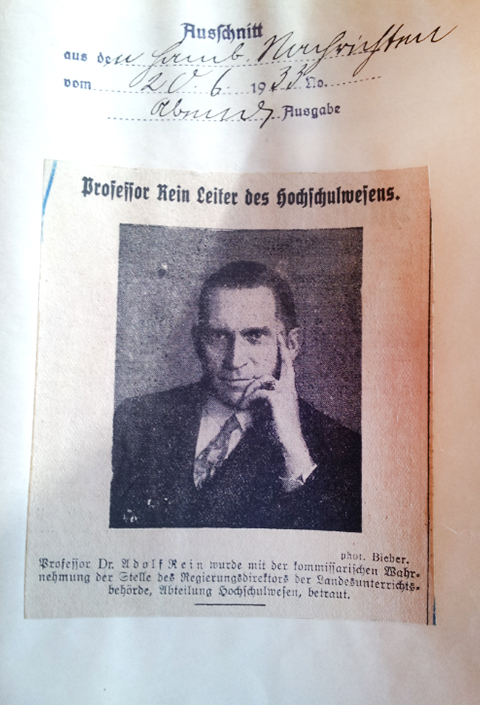 Ausschnitt
aus den Hamb. Nachrichten
vom 20. 6. 1933 No.
Abend Ausgabe
Professor Rein Leiter des Hochschulwesens.
phot. Bieber.
Professor Dr. Adolf Rein wurde mit der kommissarischen Wahr-
nehmung der Stelle des Regierungsdirektors der Landesunterrichts-
behörde, Abteilung Hochschulwesen, betraut.